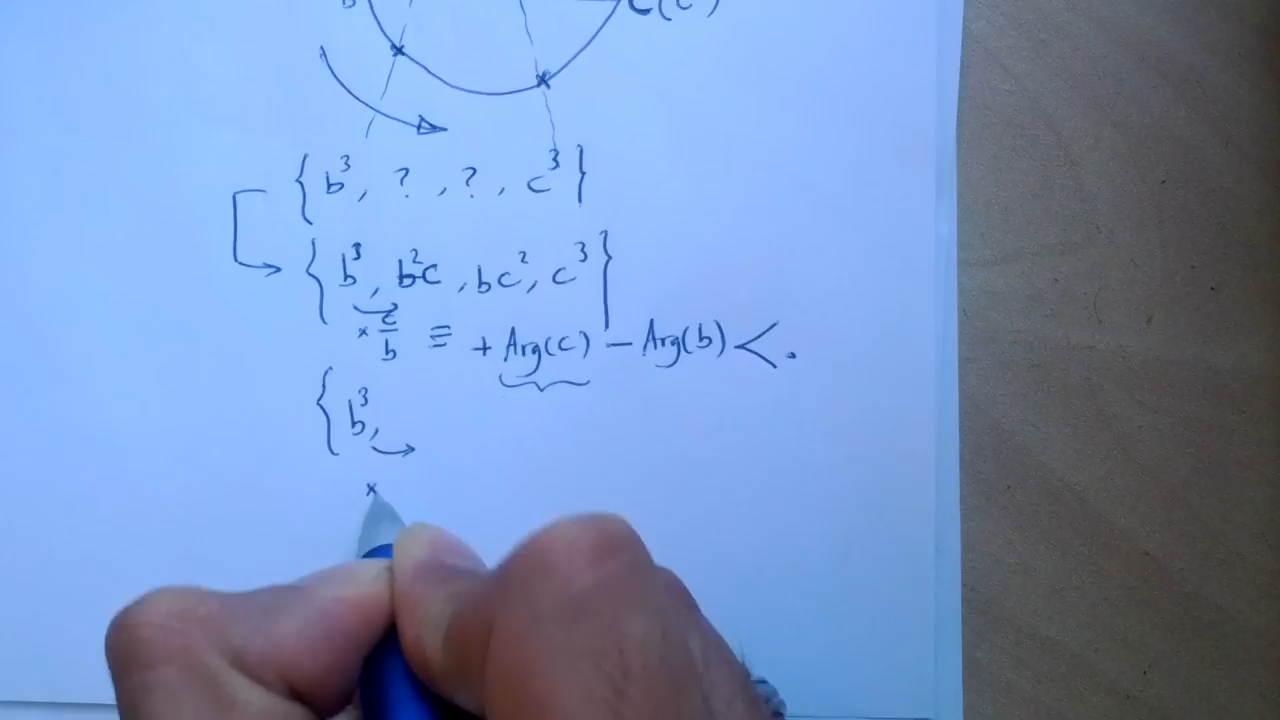 {b³, ?, ?, c³}
{b³, b²c, bc², c³}
× c/b ≡ + Arg(c) − Arg(b) < .
{b³,
×